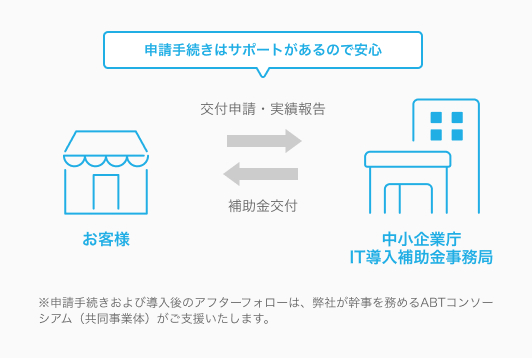 申請手続きはサポートがあるので安心
交付申請・実績報告
補助金交付
お客様
中小企業庁
IT導入補助金事務局
※申請手続きおよび導入後のアフターフォローは、弊社が幹事を務めるABTコンソー
シアム（共同事業体）がご支援いたします。